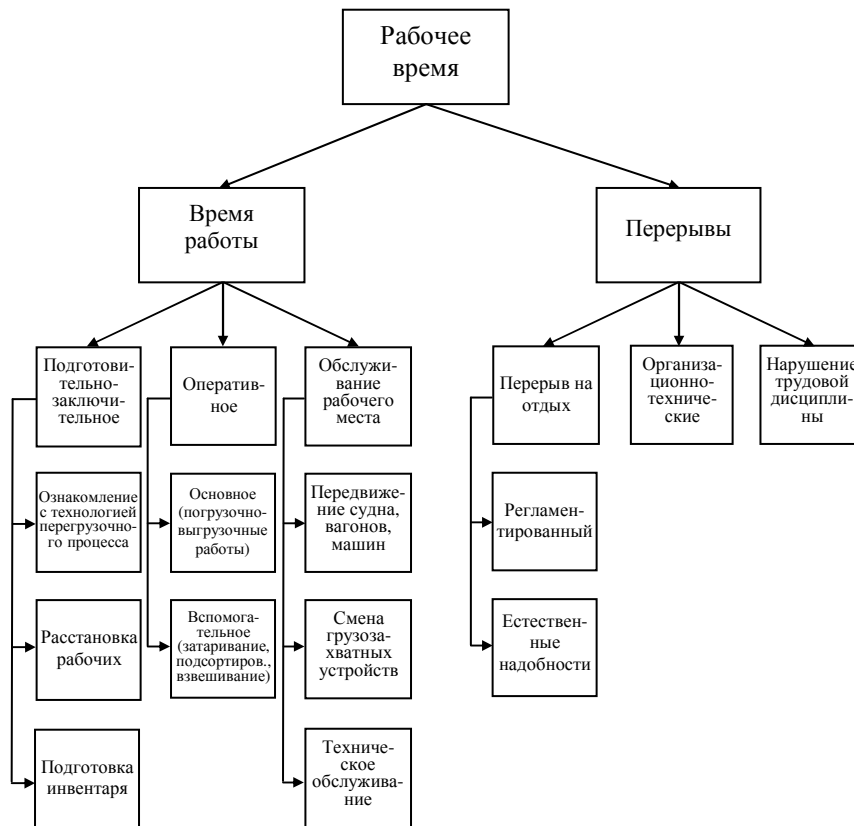 Рабочее
время
Время
работы
Перерывы
Подготови-
тельно-
заключи-
тельное
Оператив-
ное
Обслужи-
вание
рабочего
места
Перерыв на
отдых
Организа-
ционно-
техниче-
ские
Нарушение
трудовой
дисципли-
ны
Ознакомление
с технологией
перегрузочно-
го процесса
Основное
(погрузочно-
выгрузочные
работы)
Передвиже-
ние судна,
вагонов,
машин
Регламен-
тированный
Расстановка
рабочих
Вспомога-
тельное
(затаривание,
подсортиров.,
взвешивание)
Смена
грузоза-
хватных
устройств
Естествен-
ные
надобности
Подготовка
инвентаря
Техниче-
ское
обслужива-
ние